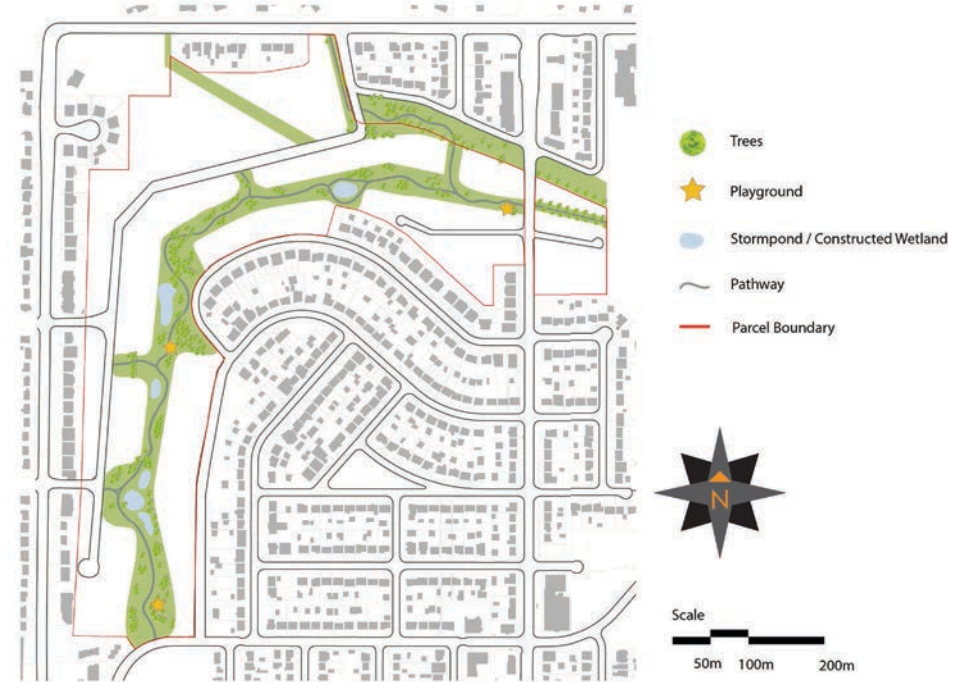 Trees
Playground
Stormpond / Constructed Wetland
Pathway
Parcel Boundary
N
Scale
50m 100m 200m